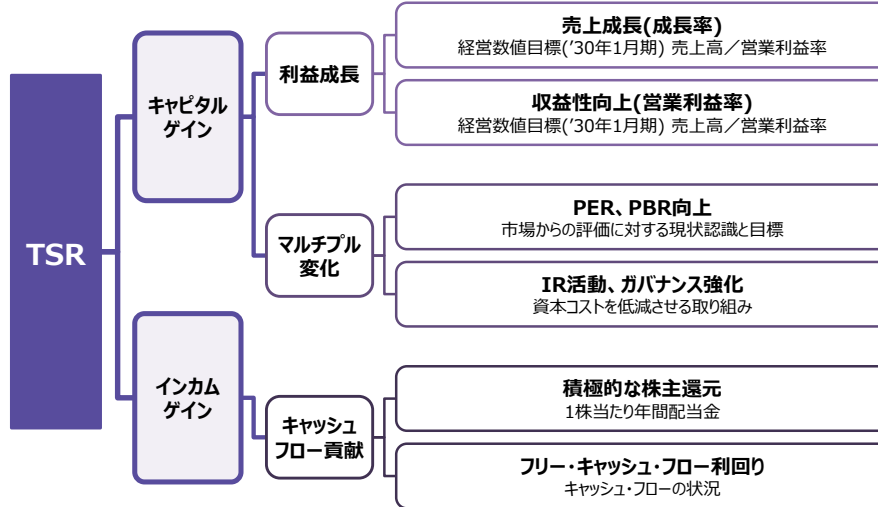 TSR
キャピタル
ゲイン
利益成長
売上成長(成長率)
経営数値目標(’30年1月期) 売上高／営業利益率
収益性向上(営業利益率)
経営数値目標(’30年1月期) 売上高／営業利益率
マルチプル
変化
PER、PBR向上
市場からの評価に対する現状認識と目標
IR活動、ガバナンス強化
資本コストを低減させる取り組み
インカム
ゲイン
キャッシュ
フロー貢献
積極的な株主還元
1株当たり年間配当金
フリー・キャッシュ・フロー利回り
キャッシュ・フローの状況